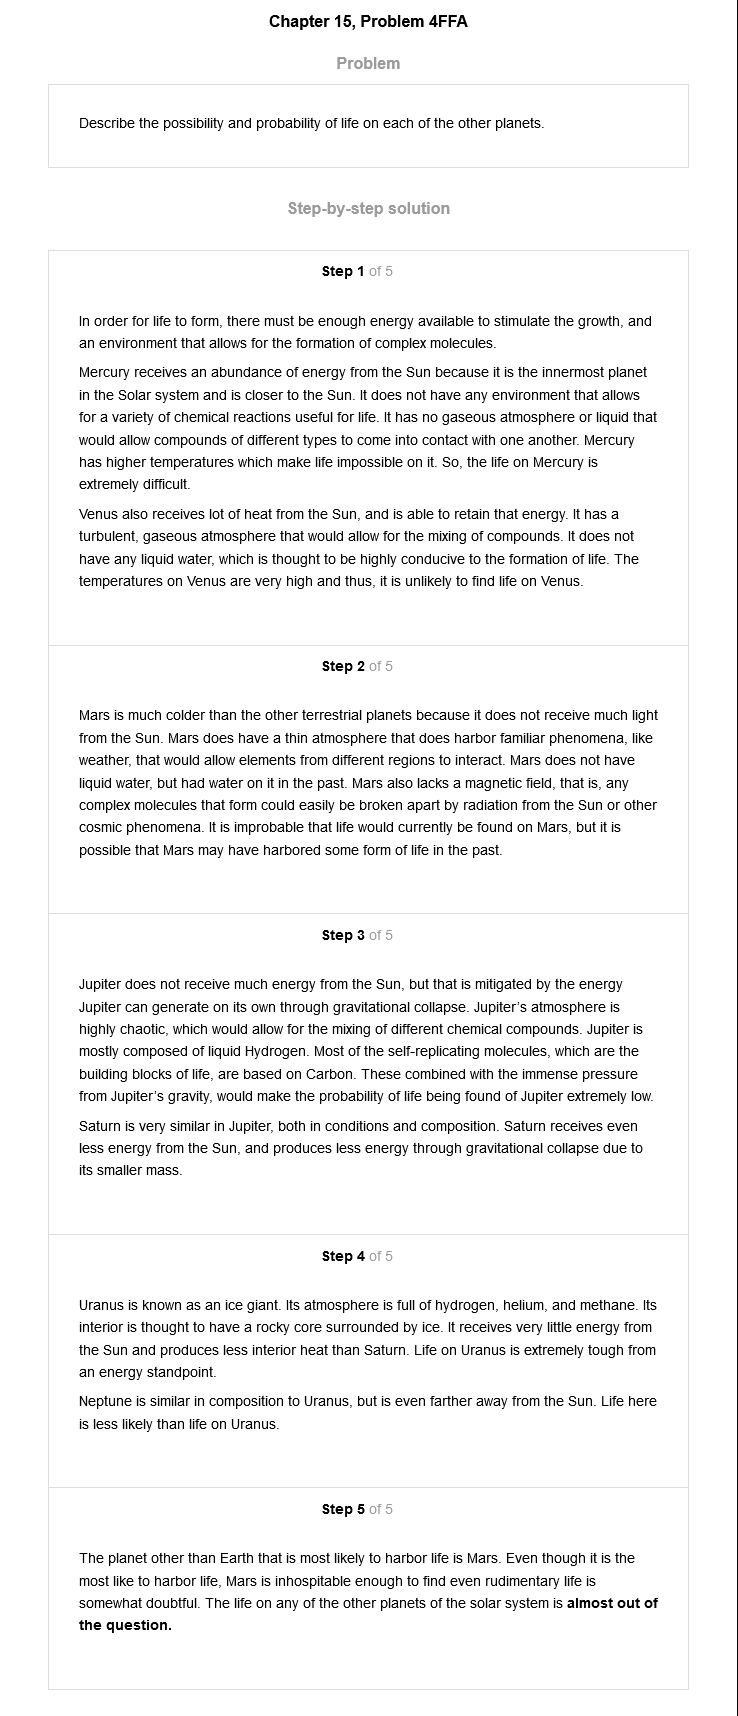 Chapter 15, Problem 4FFA
Problem
Describe the possibility and probability of life on each of the other planets.
Step-by-step solution
Step 1 of 5
In order for life to form, there must be enough energy available to stimulate the growth, and
an environment that allows for the formation of complex molecules.
Mercury receives an abundance of energy from the Sun because it is the innermost planet
in the Solar system and is closer to the Sun. It does not have any environment that allows
for a variety of chemical reactions useful for life. It has no gaseous atmosphere or liquid that
would allow compounds of different types to come into contact with one another. Mercury
has higher temperatures which make life impossible on it. So, the life on Mercury is
extremely difficult.
Venus also receives lot of heat from the Sun, and is able to retain that energy. It has a
turbulent, gaseous atmosphere that would allow for the mixing of compounds. It does not
have any liquid water, which is thought to be highly conducive to the formation of life. The
temperatures on Venus are very high and thus, it is unlikely to find life on Venus.
Step 2 of 5
Mars is much colder than the other terrestrial planets because it does not receive much light
from the Sun. Mars does have a thin atmosphere that does harbor familiar phenomena, like
weather, that would allow elements from different regions to interact. Mars does not have
liquid water, but had water on it in the past. Mars also lacks a magnetic field, that is, any
complex molecules that form could easily be broken apart by radiation from the Sun or other
cosmic phenomena. It is improbable that life would currently be found on Mars, but it is
possible that Mars may have harbored some form of life in the past.
Step 3 of 5
Jupiter does not receive much energy from the Sun, but that is mitigated by the energy
Jupiter can generate on its own through gravitational collapse. Jupiter's atmosphere is
highly chaotic, which would allow for the mixing of different chemical compounds. Jupiter is
mostly composed of liquid Hydrogen. Most of the self-replicating molecules, which are the
building blocks of life, are based on Carbon. These combined with the immense pressure
from Jupiter's gravity, would make the probability of life being found of Jupiter extremely low.
Saturn is very similar in Jupiter, both in conditions and composition. Saturn receives even
less energy from the Sun, and produces less energy through gravitational collapse due to
its smaller mass.
Step 4 of 5
Uranus is known as an ice giant. Its atmosphere is full of hydrogen, helium, and methane. Its
interior is thought to have a rocky core surrounded by ice. It receives very little energy from
the Sun and produces less interior heat than Saturn. Life on Uranus is extremely tough from
an energy standpoint.
Neptune is similar in composition to Uranus, but is even farther away from the Sun. Life here
is less likely than life on Uranus.
Step 5 of 5
The planet other than Earth that is most likely to harbor life is Mars. Even though it is the
most like to harbor life, Mars is inhospitable enough to find even rudimentary life is
somewhat doubtful. The life on any of the other planets of the solar system is almost out of
the question.